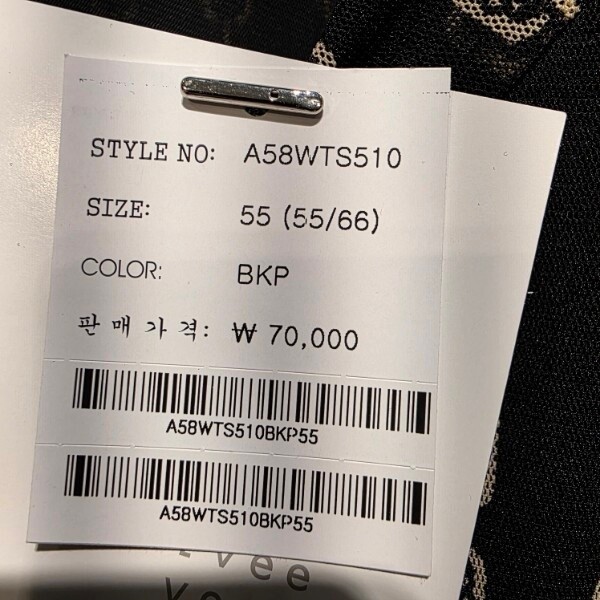 STYLE NO: A58WTS510
SIZE: 55 (55/66)
COLOR: BKP
판매가격: ₩ 70,000
A58WTS510BKP55
A58WTS510BKP55